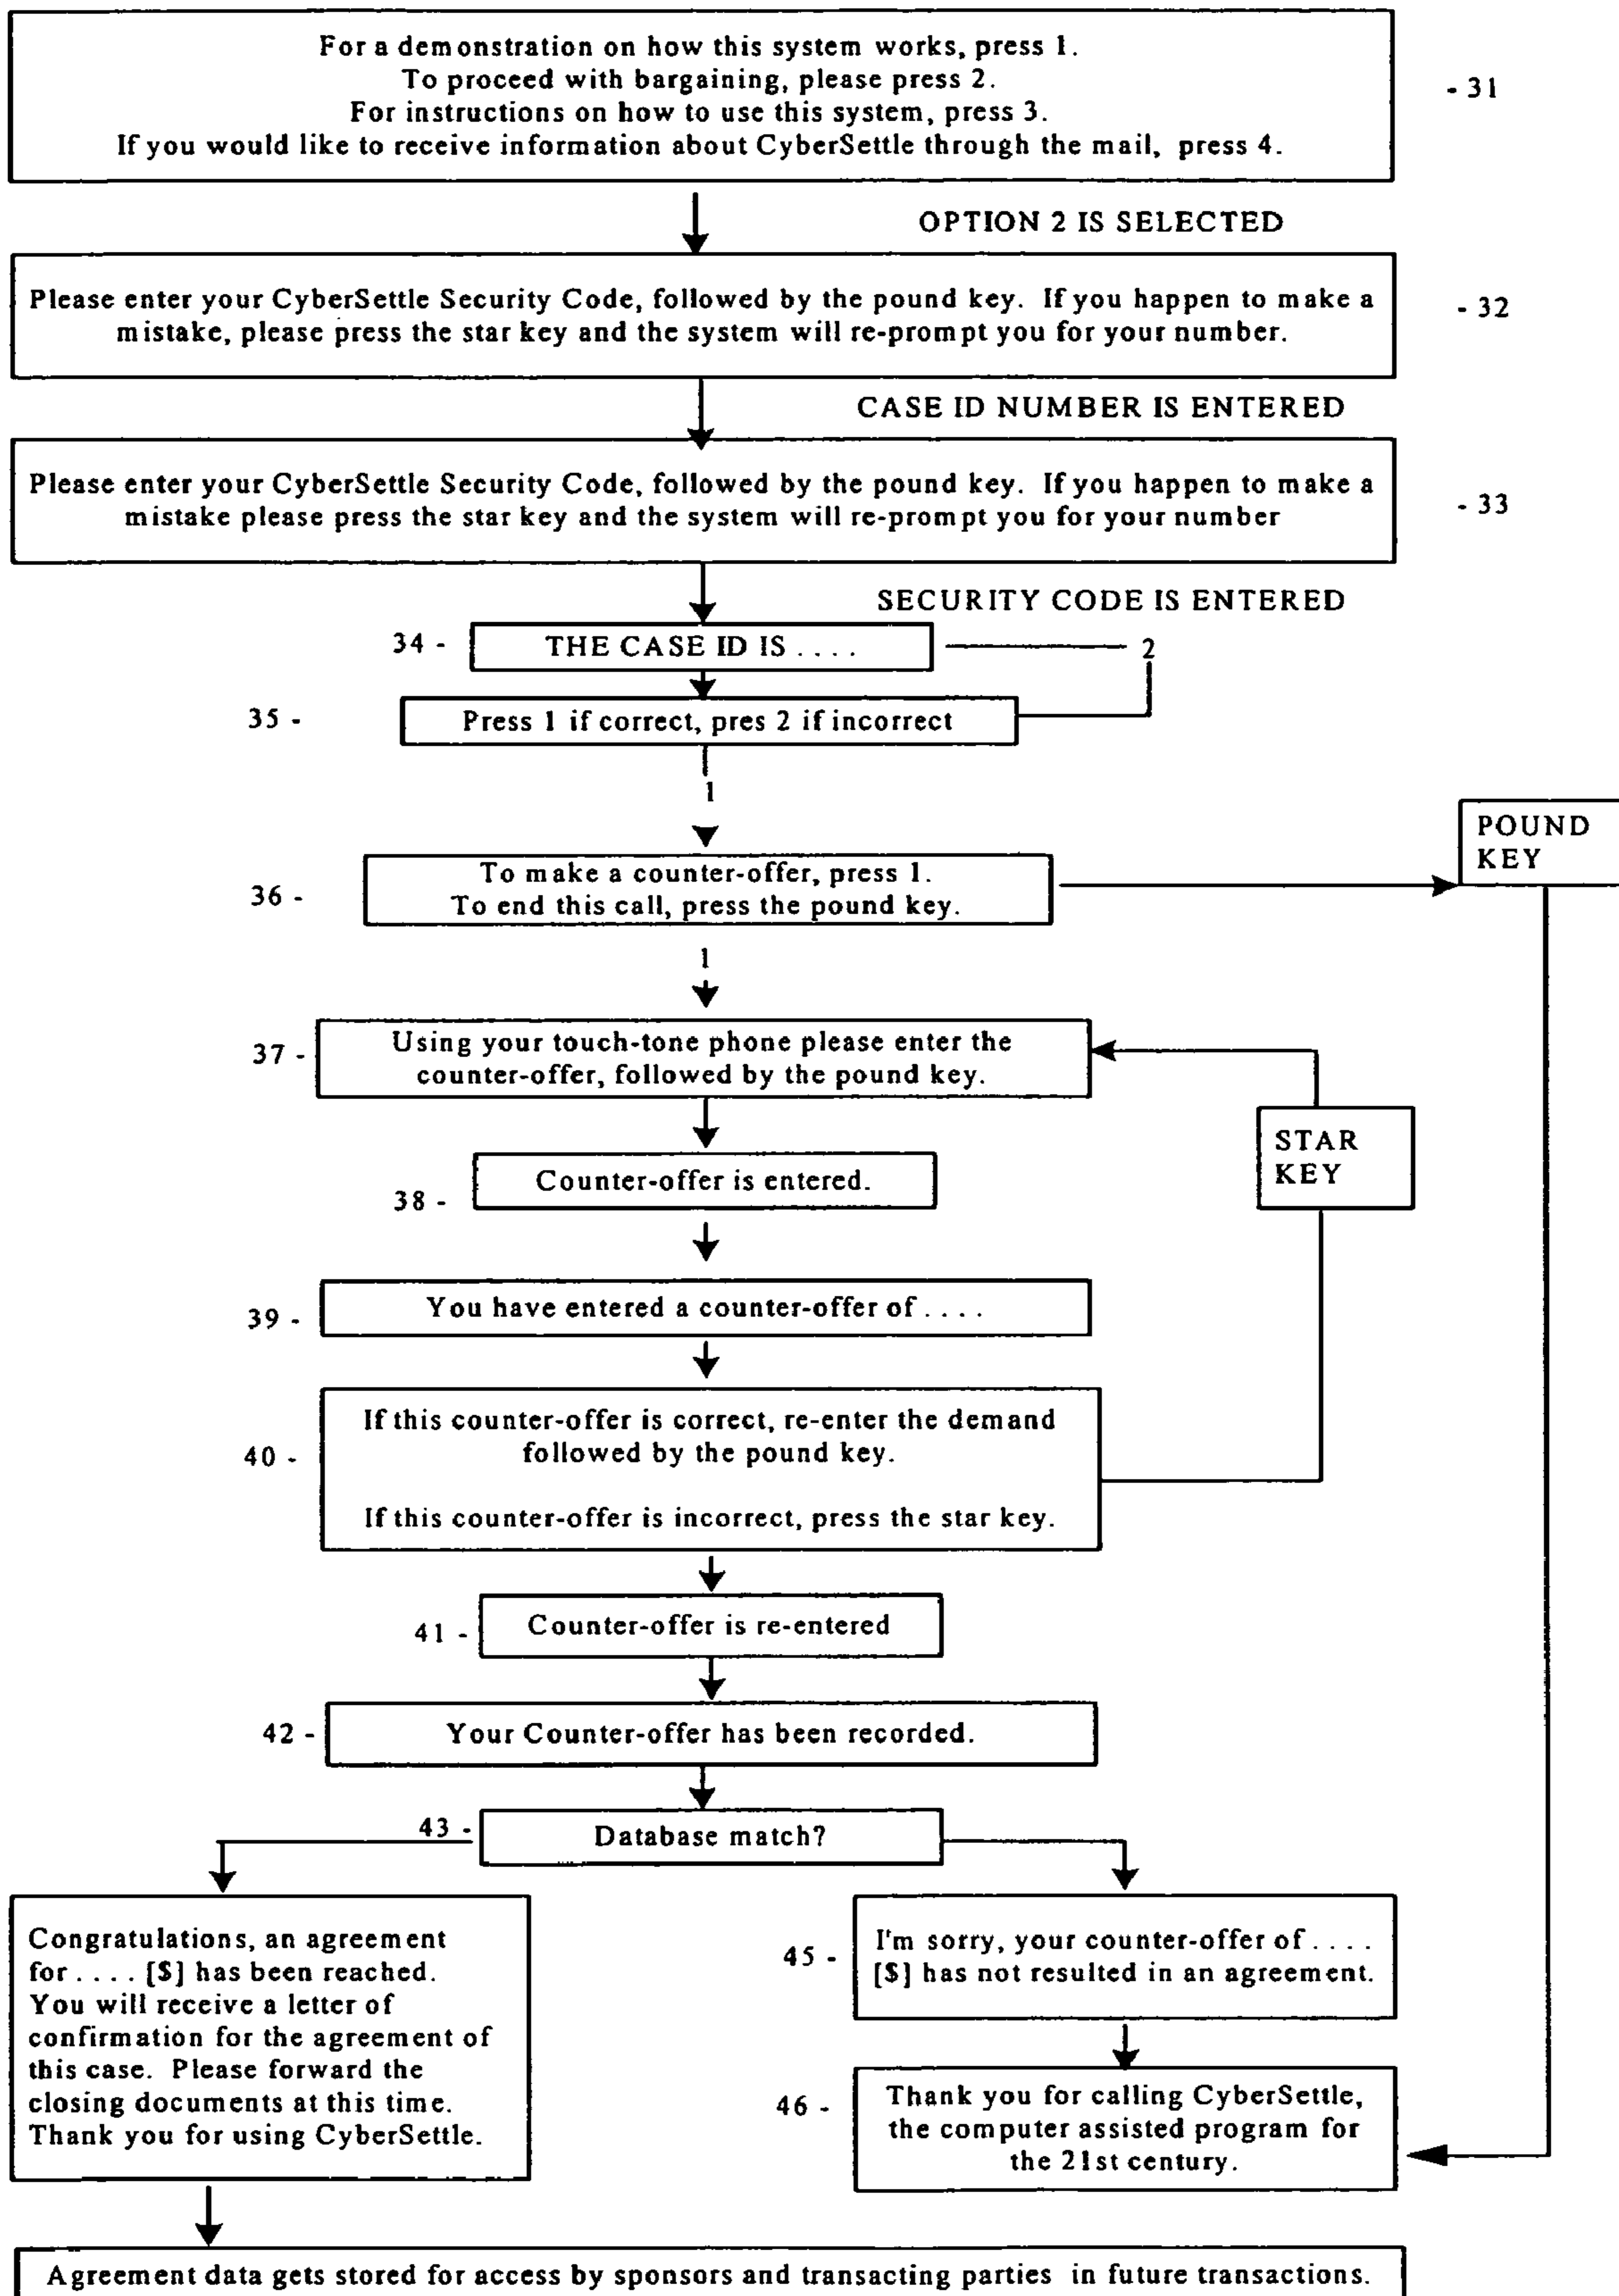 For a demonstration on how this system works, press 1.
To proceed with bargaining, please press 2.
For instructions on how to use this system, press 3.
If you would like to receive information about CyberSettle through the mail, press 4.
- 31
OPTION 2 IS SELECTED
Please enter your CyberSettle Security Code, followed by the pound key. If you happen to make a
mistake, please press the star key and the system will re-prompt you for your number.
- 32
CASE ID NUMBER IS ENTERED
Please enter your CyberSettle Security Code, followed by the pound key. If you happen to make a
mistake please press the star key and the system will re-prompt you for your number
- 33
SECURITY CODE IS ENTERED
34 -
THE CASE ID IS . . . .
2
35 -
Press 1 if correct, pres 2 if incorrect
1
POUND
KEY
36 -
To make a counter-offer, press 1.
To end this call, press the pound key.
1
37 -
Using your touch-tone phone please enter the
counter-offer, followed by the pound key.
STAR
KEY
38 -
Counter-offer is entered.
39 -
You have entered a counter-offer of . . . .
40 -
If this counter-offer is correct, re-enter the demand
followed by the pound key.
If this counter-offer is incorrect, press the star key.
41 -
Counter-offer is re-entered
42 -
Your Counter-offer has been recorded.
43 -
Database match?
Congratulations, an agreement
for . . . . [$] has been reached.
You will receive a letter of
confirmation for the agreement of
this case. Please forward the
closing documents at this time.
Thank you for using CyberSettle.
45 -
I'm sorry, your counter-offer of . . . .
[$] has not resulted in an agreement.
46 -
Thank you for calling CyberSettle,
the computer assisted program for
the 21st century.
Agreement data gets stored for access by sponsors and transacting parties in future transactions.